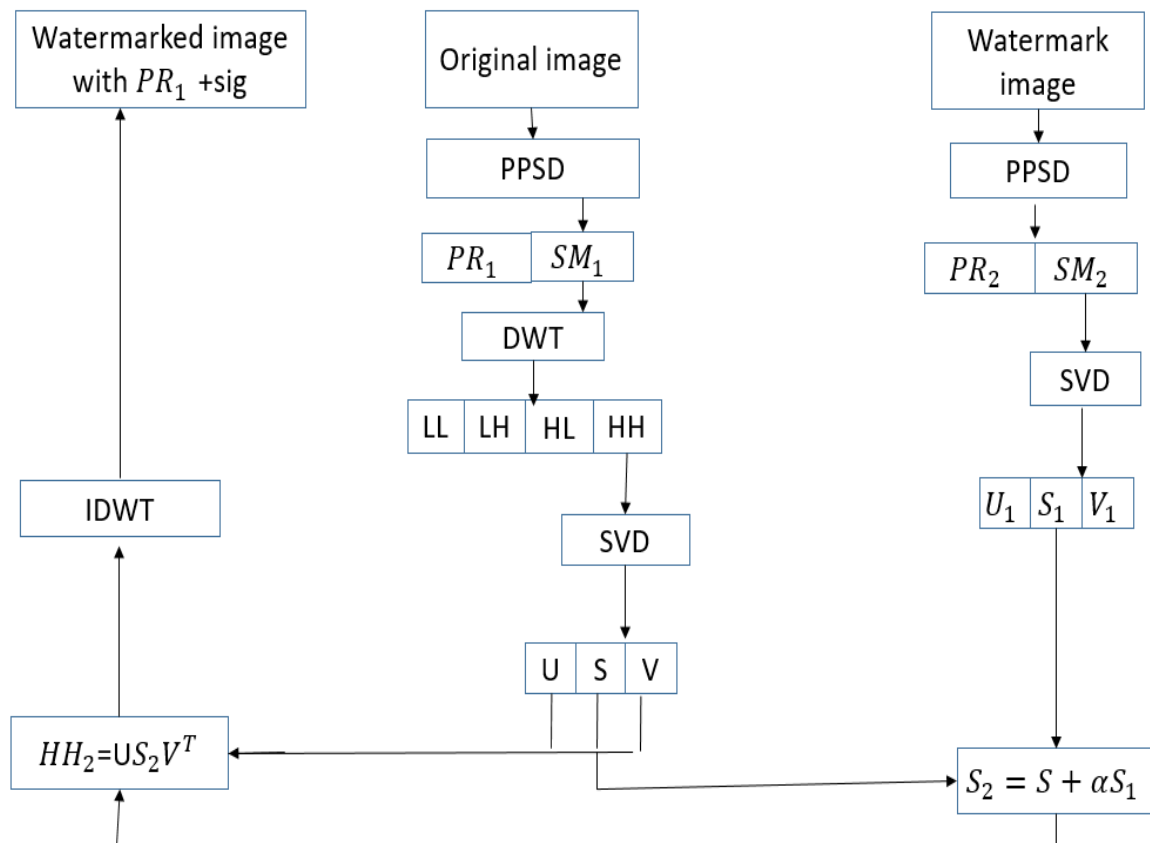 Watermarked image
with PR₁ +sig
Original image
Watermark
image
PPSD
PPSD
PR₁ SM₁
PR₂ SM₂
DWT
SVD
LL LH HL HH
IDWT
U₁ S₁ V₁
SVD
U S V
HH₂=US₂Vᵀ
S₂ = S + αS₁